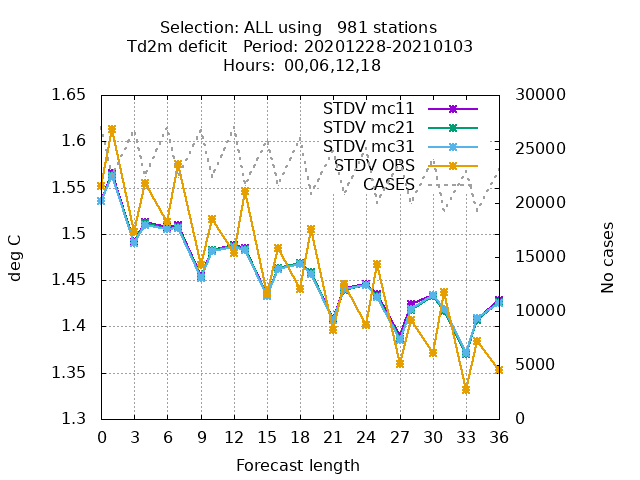 Selection: ALL using   981 stations
Td2m deficit   Period: 20201228-20210103
Hours: 00,06,12,18
STDV mc11
STDV mc21
STDV mc31
STDV OBS
CASES
deg C
1.65
1.6
1.55
1.5
1.45
1.4
1.35
1.3
No cases
30000
25000
20000
15000
10000
5000
0
0 3 6 9 12 15 18 21 24 27 30 33 36
Forecast length